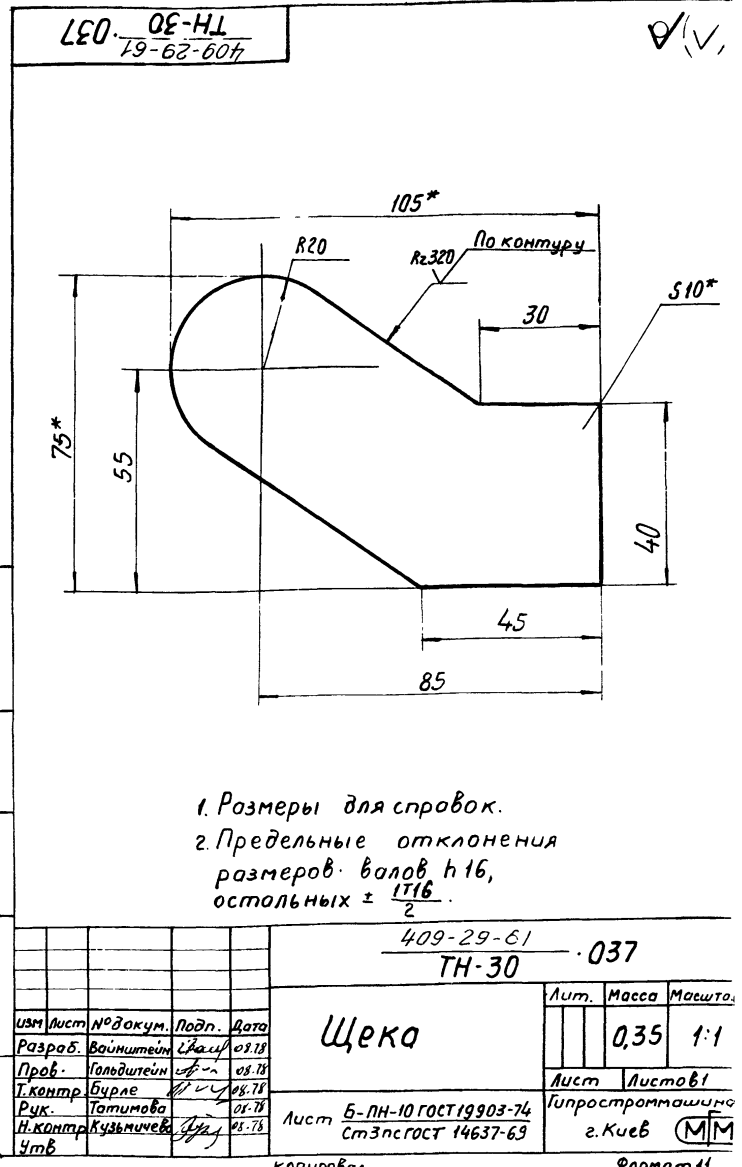 409-29-61
ТН-30 .037
105*
R20
Rz320
По контуру
S10*
30
75*
55
40
45
85
1. Размеры для справок.
2. Предельные отклонения
размеров. валов h16,
остальных ± IT16
2 .
409-29-61
ТН-30 .037
Лит. Масса Масштаб
изм Лист № докум. Подп. Дата
Щека
0,35 1:1
Разраб. Вайнштейн 08.78
Пров. Гольдштейн 08.78
Т.контр. Бурле 08.78
Лист Листов 1
Рук. Татимова 08.78
Н.контр. Кузьмичева 08.78
Утв
Лист Б-ПН-10 ГОСТ 19903-74
Ст3пс ГОСТ 14637-69
Гипростроммашина
г. Киев
Копировал Формат 11